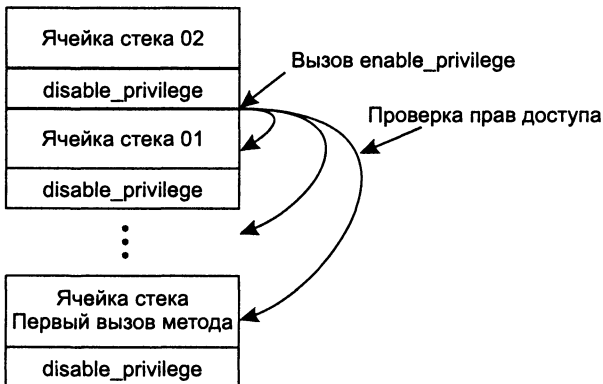 Ячейка стека 02
Вызов enable_privilege
disable_privilege
Проверка прав доступа
Ячейка стека 01
disable_privilege
Ячейка стека
Первый вызов метода
disable_privilege